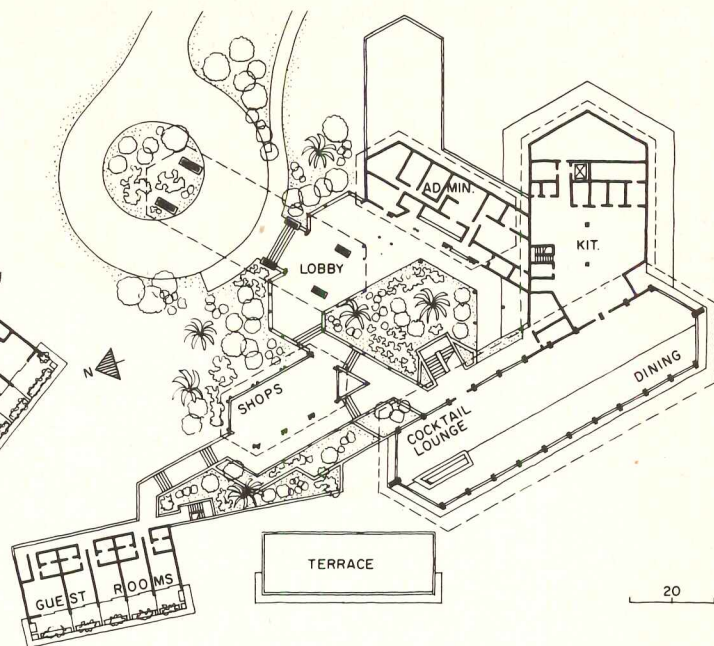 ADMIN.
LOBBY
KIT.
N
SHOPS
DINING
COCKTAIL
LOUNGE
TERRACE
GUEST ROOMS
20